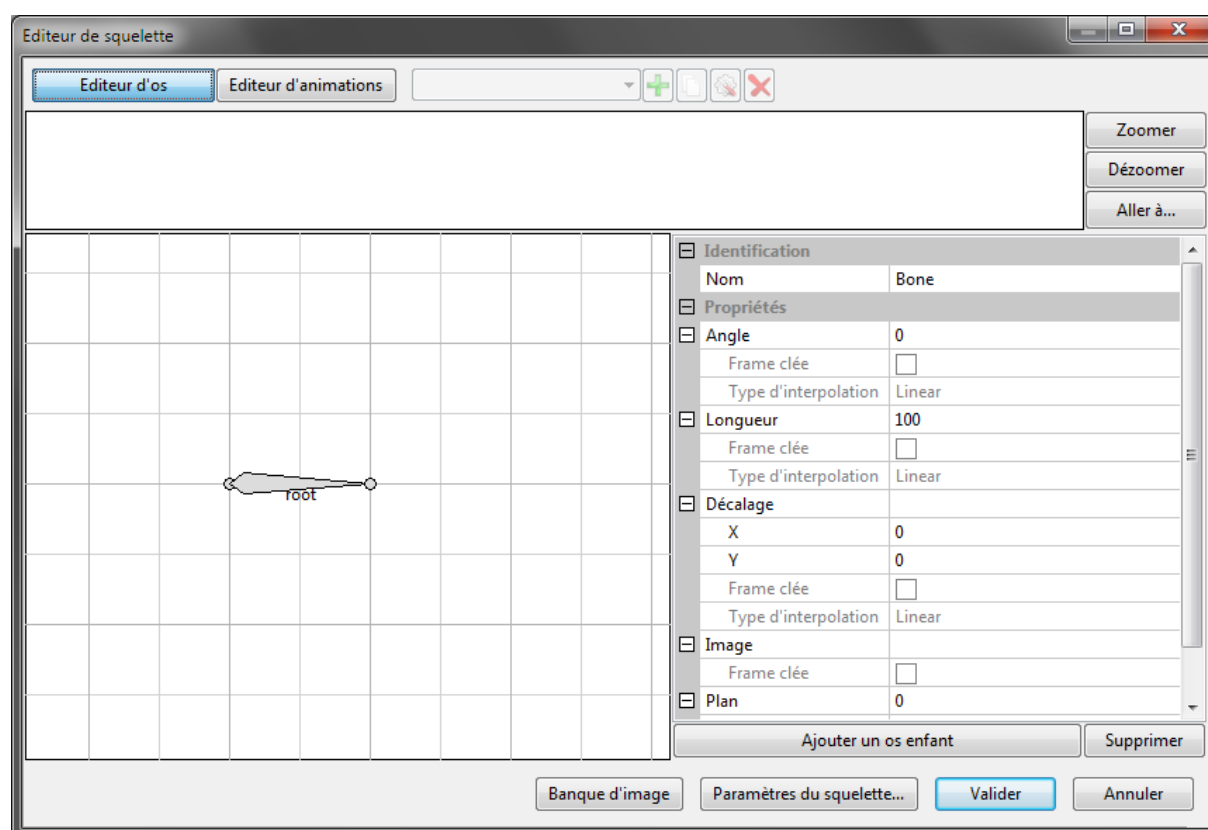 Editeur de squelette
Editeur d'os
Editeur d'animations
Zoomer
Dézoomer
Aller à...
Identification
Nom Bone
Propriétés
Angle 0
Frame clée
Type d'interpolation Linear
Longueur 100
Frame clée
Type d'interpolation Linear
Décalage
X 0
Y 0
Frame clée
Type d'interpolation Linear
Image
Frame clée
Plan 0
root
Ajouter un os enfant
Supprimer
Banque d'image
Paramètres du squelette...
Valider
Annuler